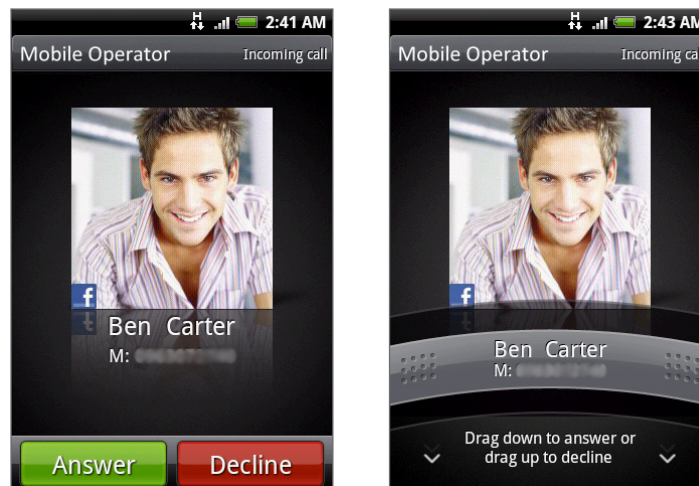 H 2:41 AM
Mobile Operator Incoming call
f
Ben Carter
M:
Answer Decline
H 2:43 AM
Mobile Operator Incoming ca
f
Ben Carter
M:
Drag down to answer or
drag up to decline